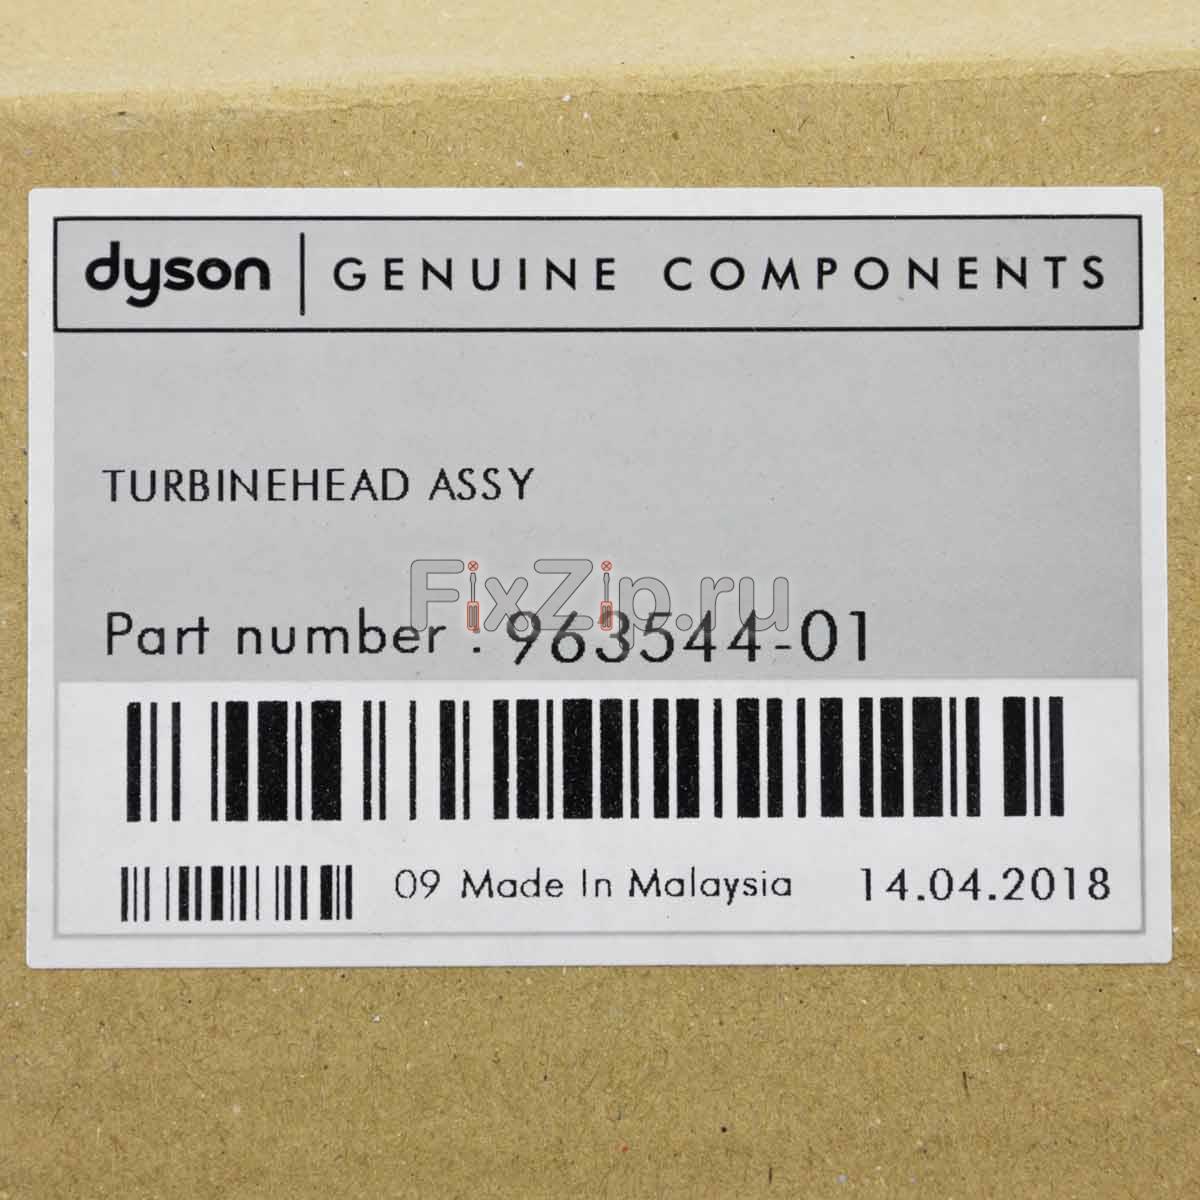 dyson | GENUINE COMPONENTS
TURBINEHEAD ASSY
FixZip.ru
Part number : 963544-01
09 Made In Malaysia 14.04.2018